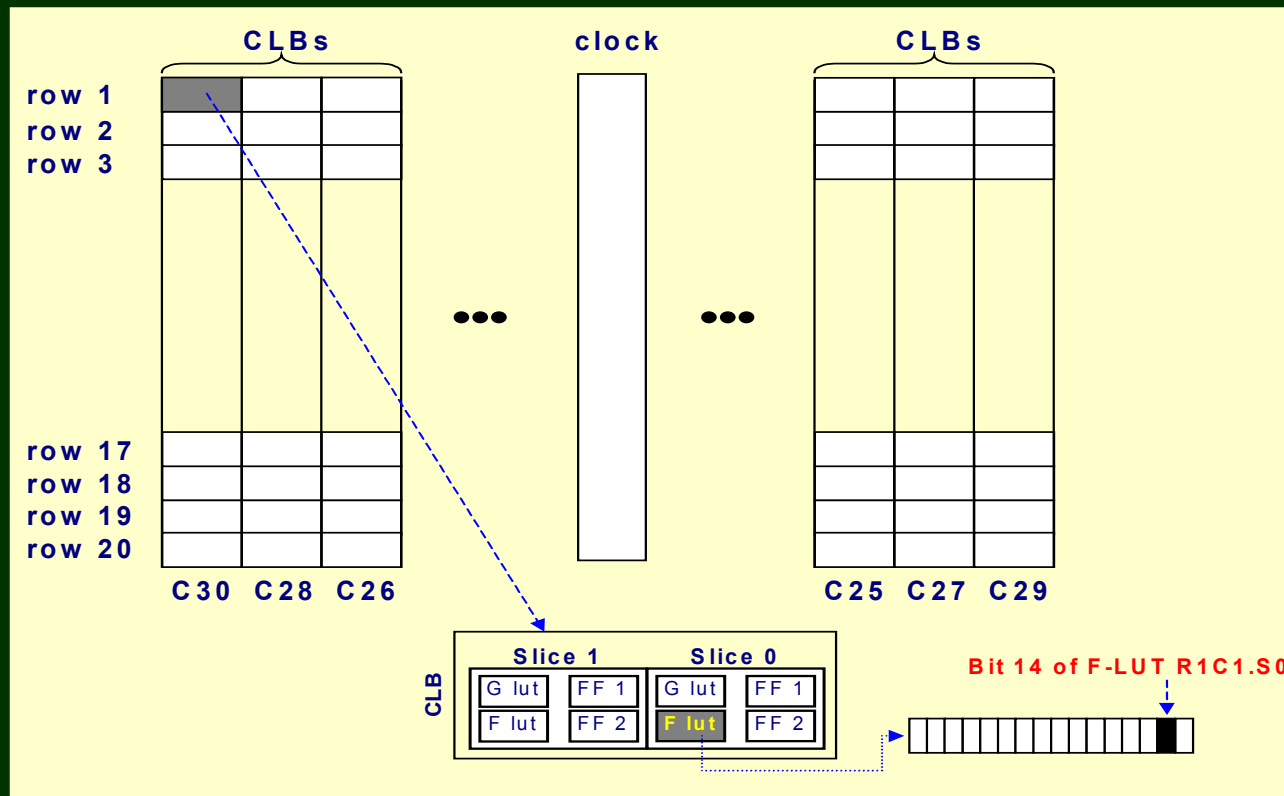 CLBs clock CLBs
row 1
row 2
row 3
row 17
row 18
row 19
row 20
C30 C28 C26 C25 C27 C29
CLB
Slice 1 Slice 0
G lut FF 1 G lut FF 1
F lut FF 2 F lut FF 2
Bit 14 of F-LUT R1C1.S0